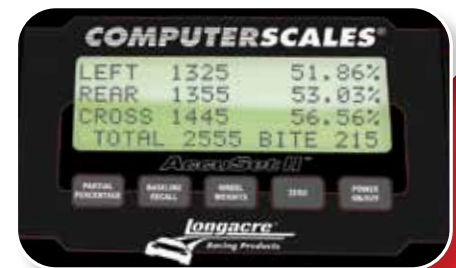 COMPUTERSCALES®
LEFT 1325 51.86%
REAR 1355 53.03%
CROSS 1445 56.56%
TOTAL 2555 BITE 215
AccuSet II™
PARTIAL PERCENTAGE
BASELINE RECALL
WHEEL WEIGHTS
ZERO
POWER ON/OFF
Longacre
Racing Products